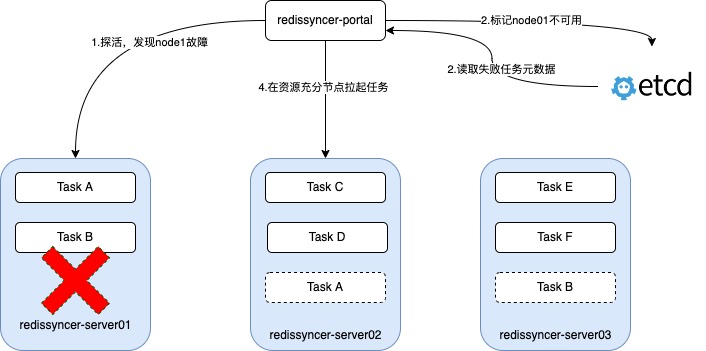 redissyncer-portal
1.探活，发现node1故障
2.标记node01不可用
2.读取失败任务元数据
etcd
4.在资源充分节点拉起任务
Task A
Task B
redissyncer-server01
Task C
Task D
Task A
redissyncer-server02
Task E
Task F
Task B
redissyncer-server03